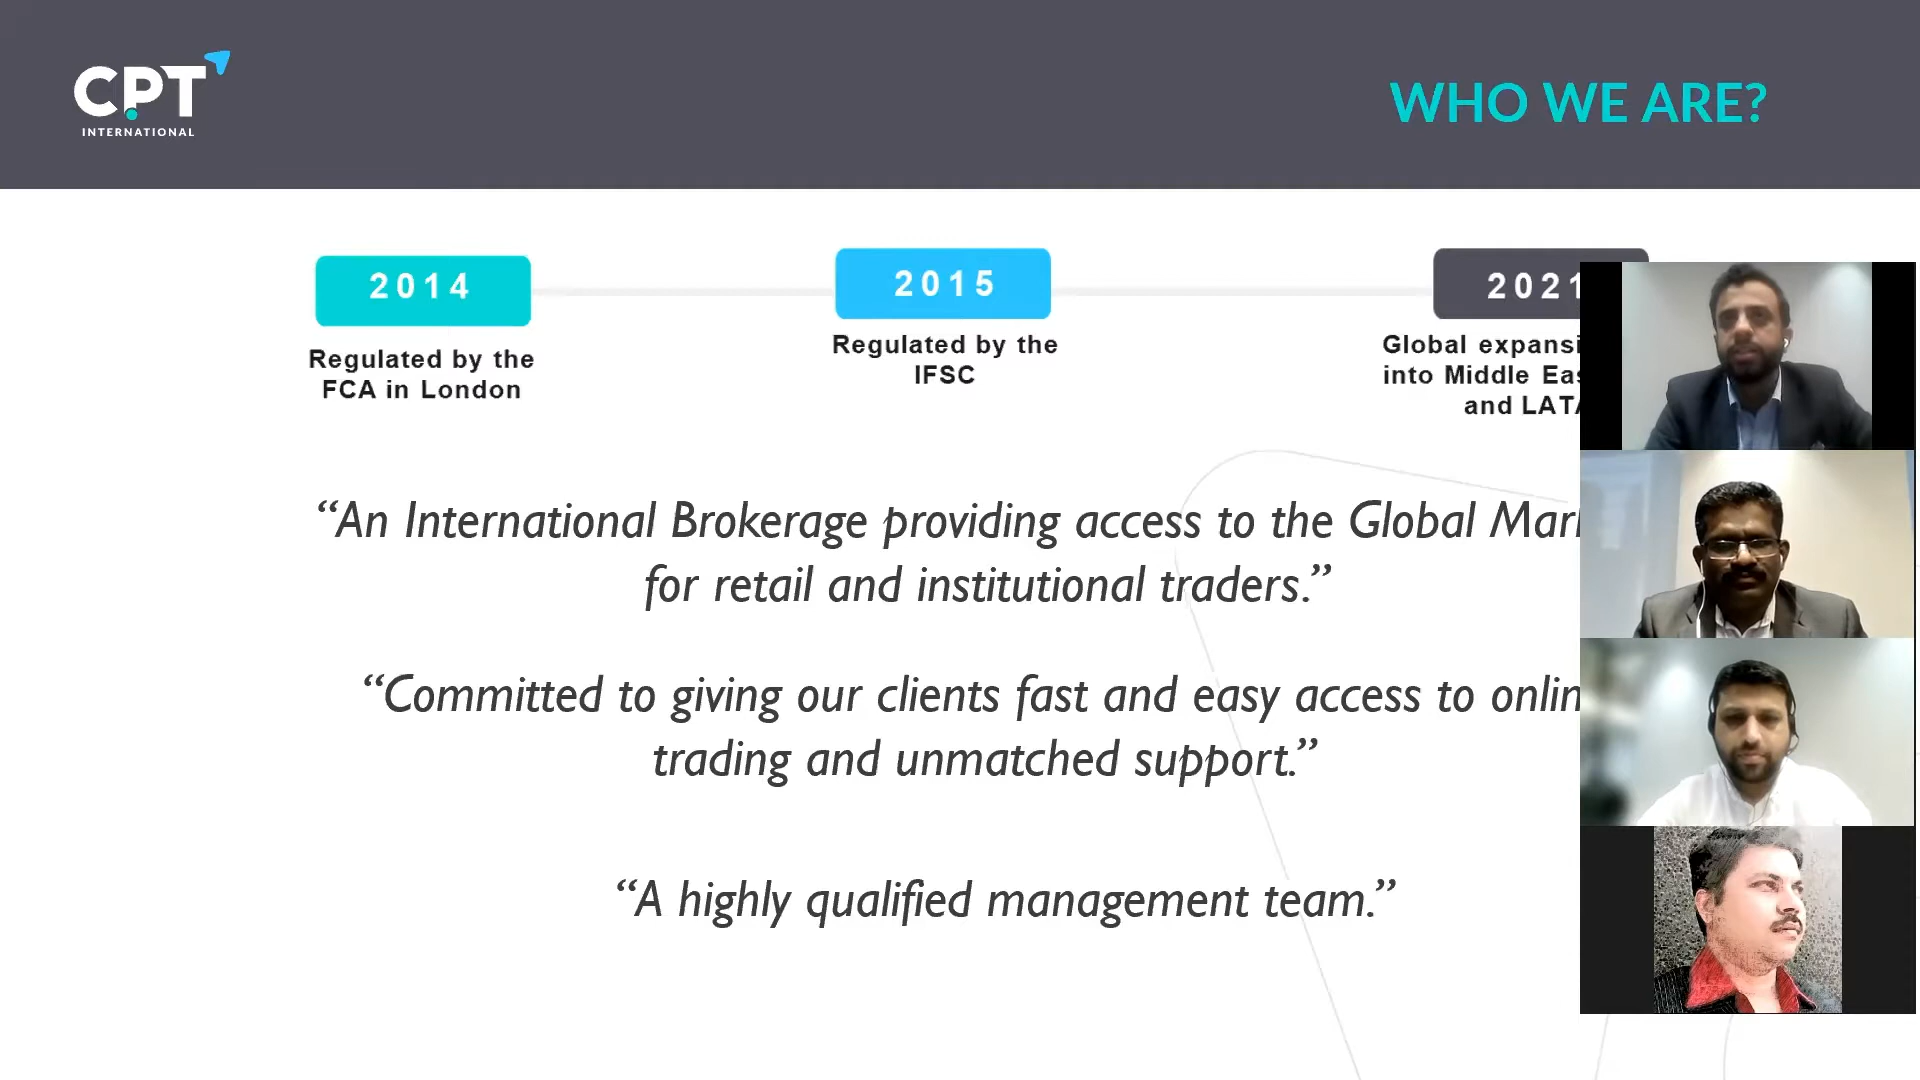 CPT
INTERNATIONAL
WHO WE ARE?
2014
2015
2021
Regulated by the
FCA in London
Regulated by the
IFSC
Global
into Middle
and
“An International Brokerage providing access to the Global
for retail and institutional traders.”
“Committed to giving our clients fast and easy access to
trading and unmatched support.”
“A highly qualified management team.”